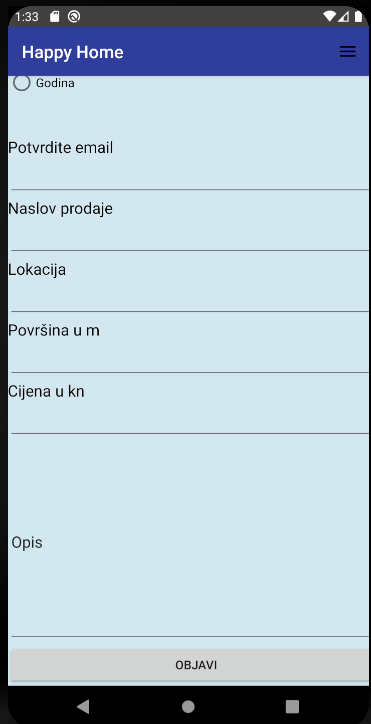 1:33
Happy Home
Godina
Potvrdite email
Naslov prodaje
Lokacija
Površina u m
Cijena u kn
Opis
OBJAVI